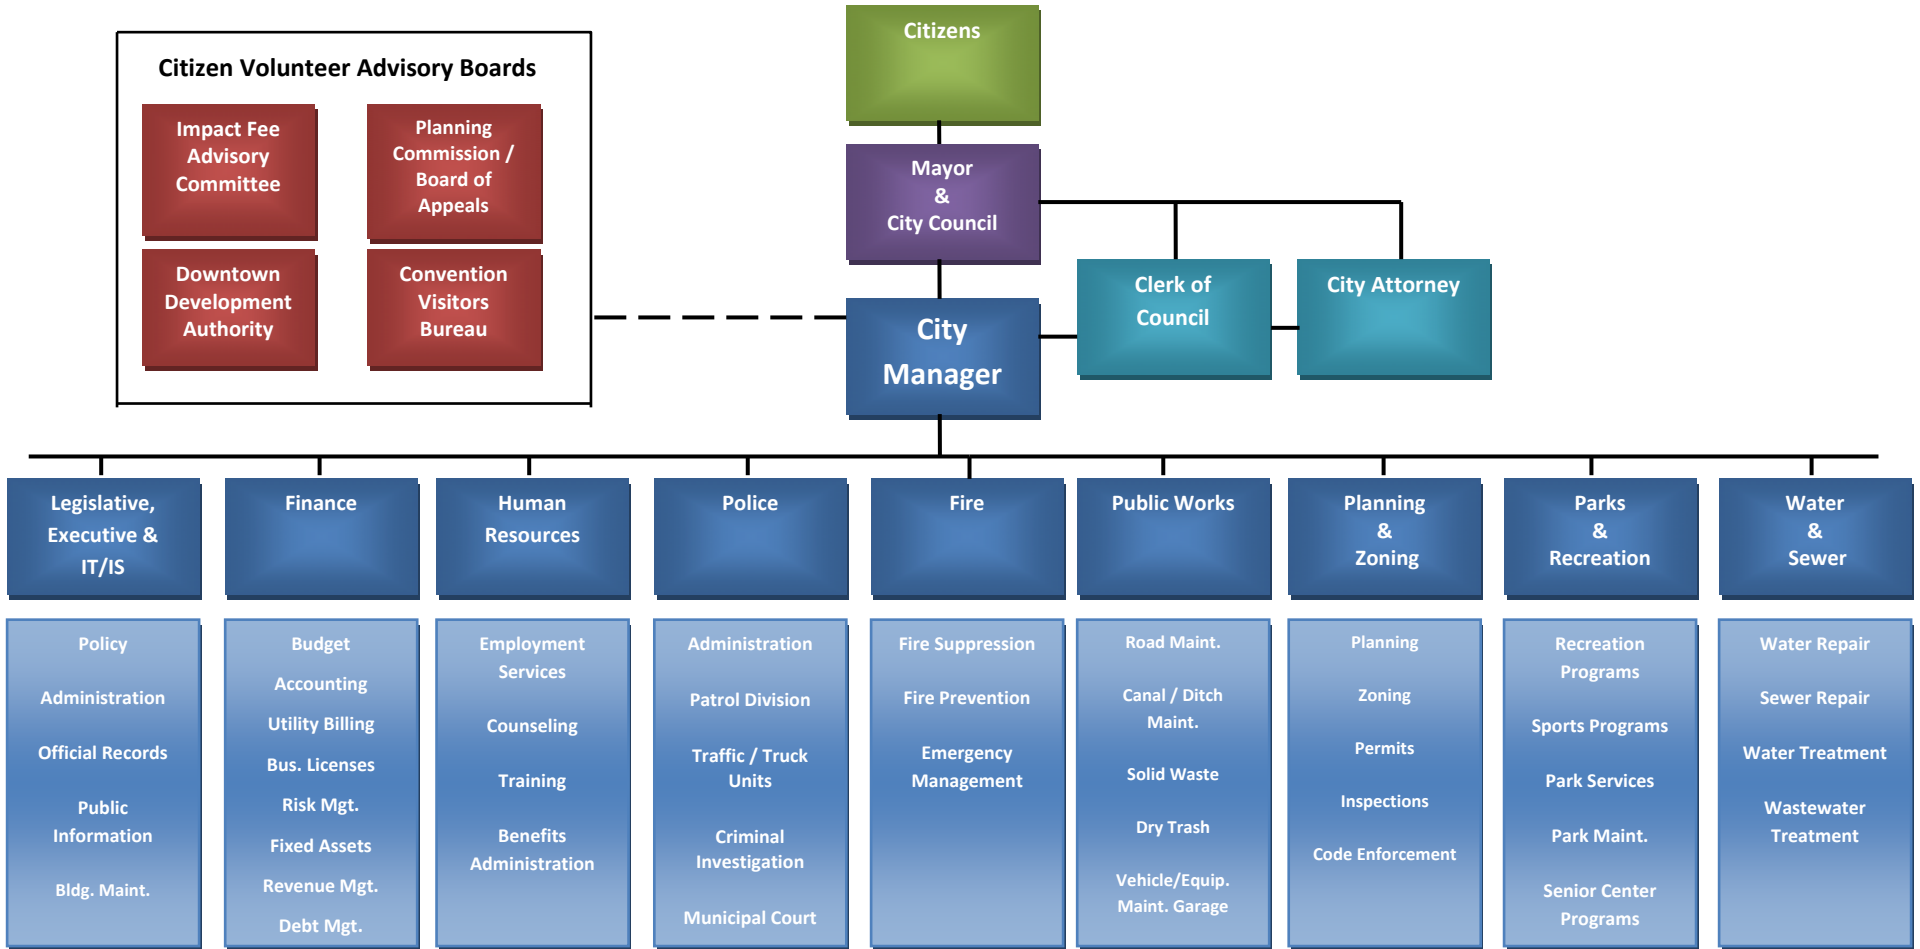 Citizen Volunteer Advisory Boards
Impact Fee
Advisory
Committee
Planning
Commission /
Board of
Appeals
Downtown
Development
Authority
Convention
Visitors
Bureau
Citizens
Mayor
&
City Council
City
Manager
Clerk of
Council
City Attorney
Legislative,
Executive &
IT/IS
Finance
Human
Resources
Police
Fire
Public Works
Planning
&
Zoning
Parks
&
Recreation
Water
&
Sewer
Policy
Administration
Official Records
Public
Information
Bldg. Maint.
Budget
Accounting
Utility Billing
Bus. Licenses
Risk Mgt.
Fixed Assets
Revenue Mgt.
Debt Mgt.
Employment
Services
Counseling
Training
Benefits
Administration
Administration
Patrol Division
Traffic / Truck
Units
Criminal
Investigation
Municipal Court
Fire Suppression
Fire Prevention
Emergency
Management
Road Maint.
Canal / Ditch
Maint.
Solid Waste
Dry Trash
Vehicle/Equip.
Maint. Garage
Planning
Zoning
Permits
Inspections
Code Enforcement
Recreation
Programs
Sports Programs
Park Services
Park Maint.
Senior Center
Programs
Water Repair
Sewer Repair
Water Treatment
Wastewater
Treatment